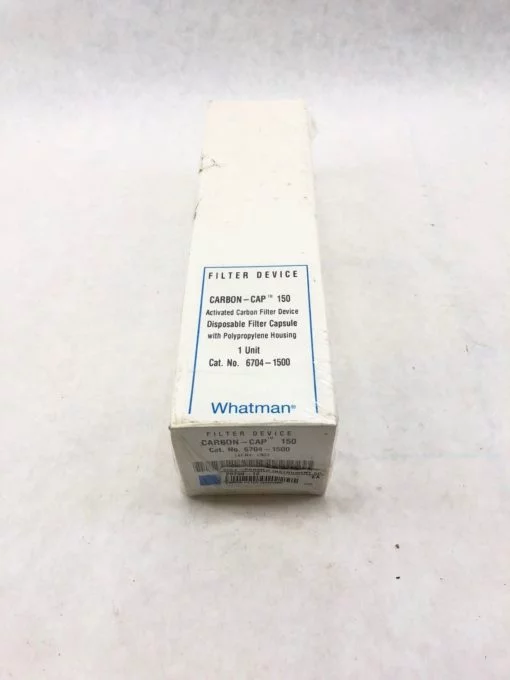 FILTER DEVICE
CARBON–CAP™ 150
Activated Carbon Filter Device
Disposable Filter Capsule
with Polypropylene Housing
1 Unit
Cat. No. 6704–1500
Whatman®
FILTER DEVICE
CARBON–CAP™ 150
Cat. No. 6704–1500
EA